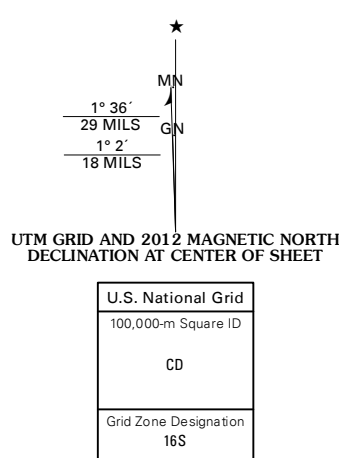 ★
MN
1° 36´
29 MILS
GN
1° 2´
18 MILS
UTM GRID AND 2012 MAGNETIC NORTH
DECLINATION AT CENTER OF SHEET
U.S. National Grid
100,000-m Square ID
CD
Grid Zone Designation
16S